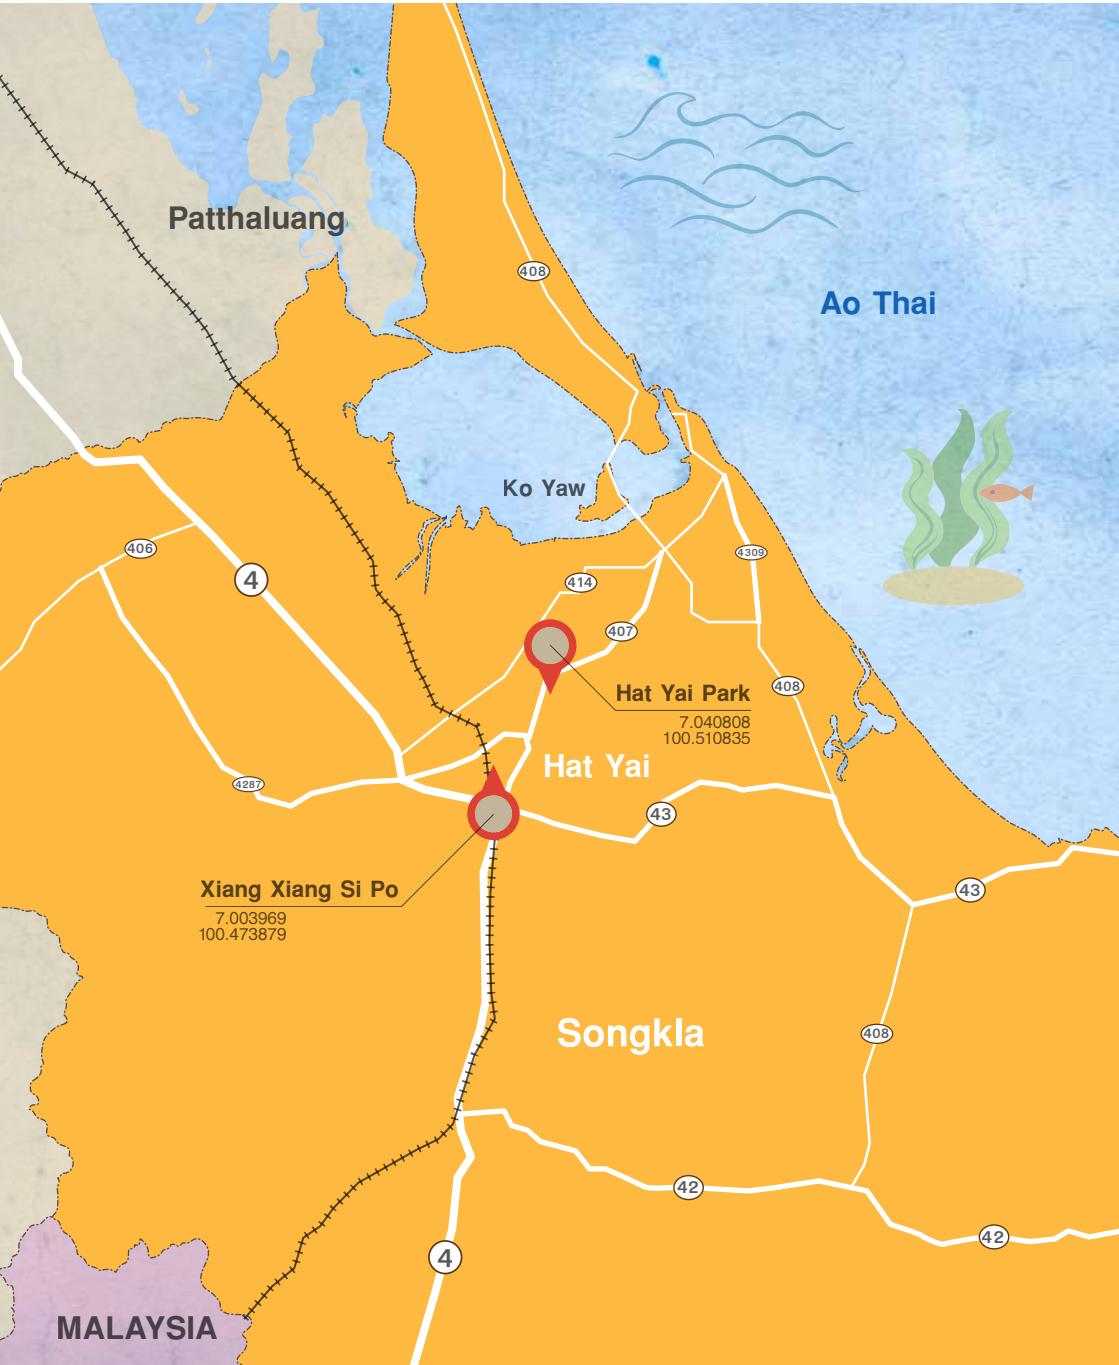 Patthaluang
408
Ao Thai
Ko Yaw
406
4
414
4309
407
Hat Yai Park
7.040808
100.510835
408
Hat Yai
4287
43
Xiang Xiang Si Po
7.003969
100.473879
43
Songkla
408
42
42
4
MALAYSIA